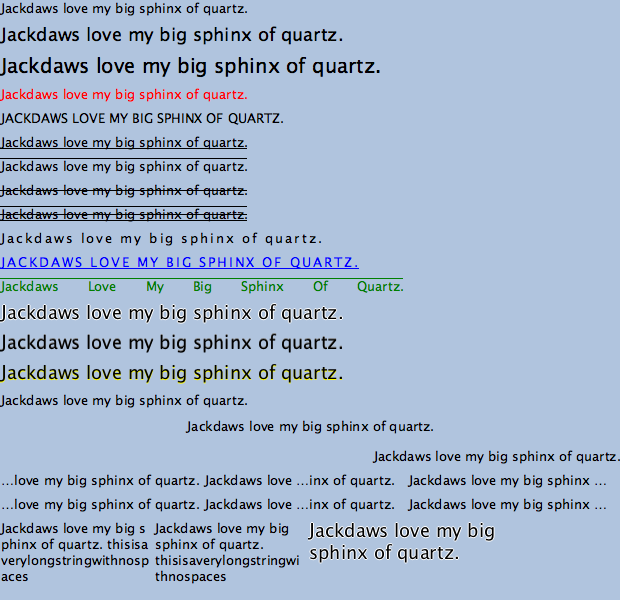 Jackdaws love my big sphinx of quartz.
Jackdaws love my big sphinx of quartz.
Jackdaws love my big sphinx of quartz.
Jackdaws love my big sphinx of quartz.
JACKDAWS LOVE MY BIG SPHINX OF QUARTZ.
Jackdaws love my big sphinx of quartz.
Jackdaws love my big sphinx of quartz.
Jackdaws love my big sphinx of quartz.
Jackdaws love my big sphinx of quartz.
Jackdaws love my big sphinx of quartz.
JACKDAWS LOVE MY BIG SPHINX OF QUARTZ.
Jackdaws Love My Big Sphinx Of Quartz.
Jackdaws love my big sphinx of quartz.
Jackdaws love my big sphinx of quartz.
Jackdaws love my big sphinx of quartz.
Jackdaws love my big sphinx of quartz.
Jackdaws love my big sphinx of quartz.
Jackdaws love my big sphinx of quartz.
…love my big sphinx of quartz. Jackdaws love …inx of quartz. Jackdaws love my big sphinx …
…love my big sphinx of quartz. Jackdaws love …inx of quartz. Jackdaws love my big sphinx …
Jackdaws love my big s
phinx of quartz. thisisa
verylongstringwithnosp
aces
Jackdaws love my big
sphinx of quartz.
thisisaverylongstringwi
thnospaces
Jackdaws love my big
sphinx of quartz.